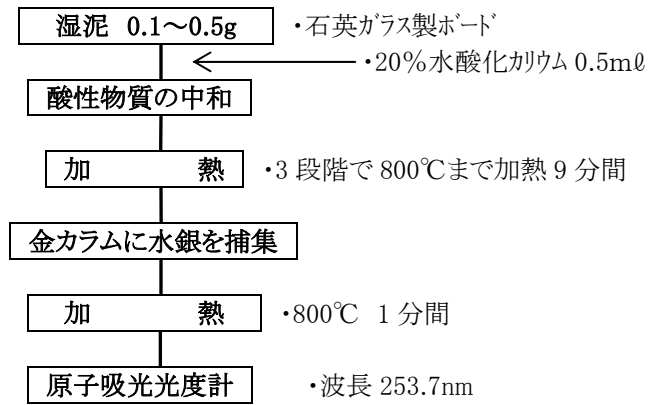 湿泥 0.1～0.5g ・石英ｶﾞﾗｽ製ﾎﾞｰﾄﾞ
・20％水酸化ｶﾘｳﾑ 0.5mℓ
酸性物質の中和
加 熱 ・3 段階で 800℃まで加熱 9 分間
金カラムに水銀を捕集
加 熱 ・800℃ 1 分間
原子吸光光度計 ・波長 253.7nm